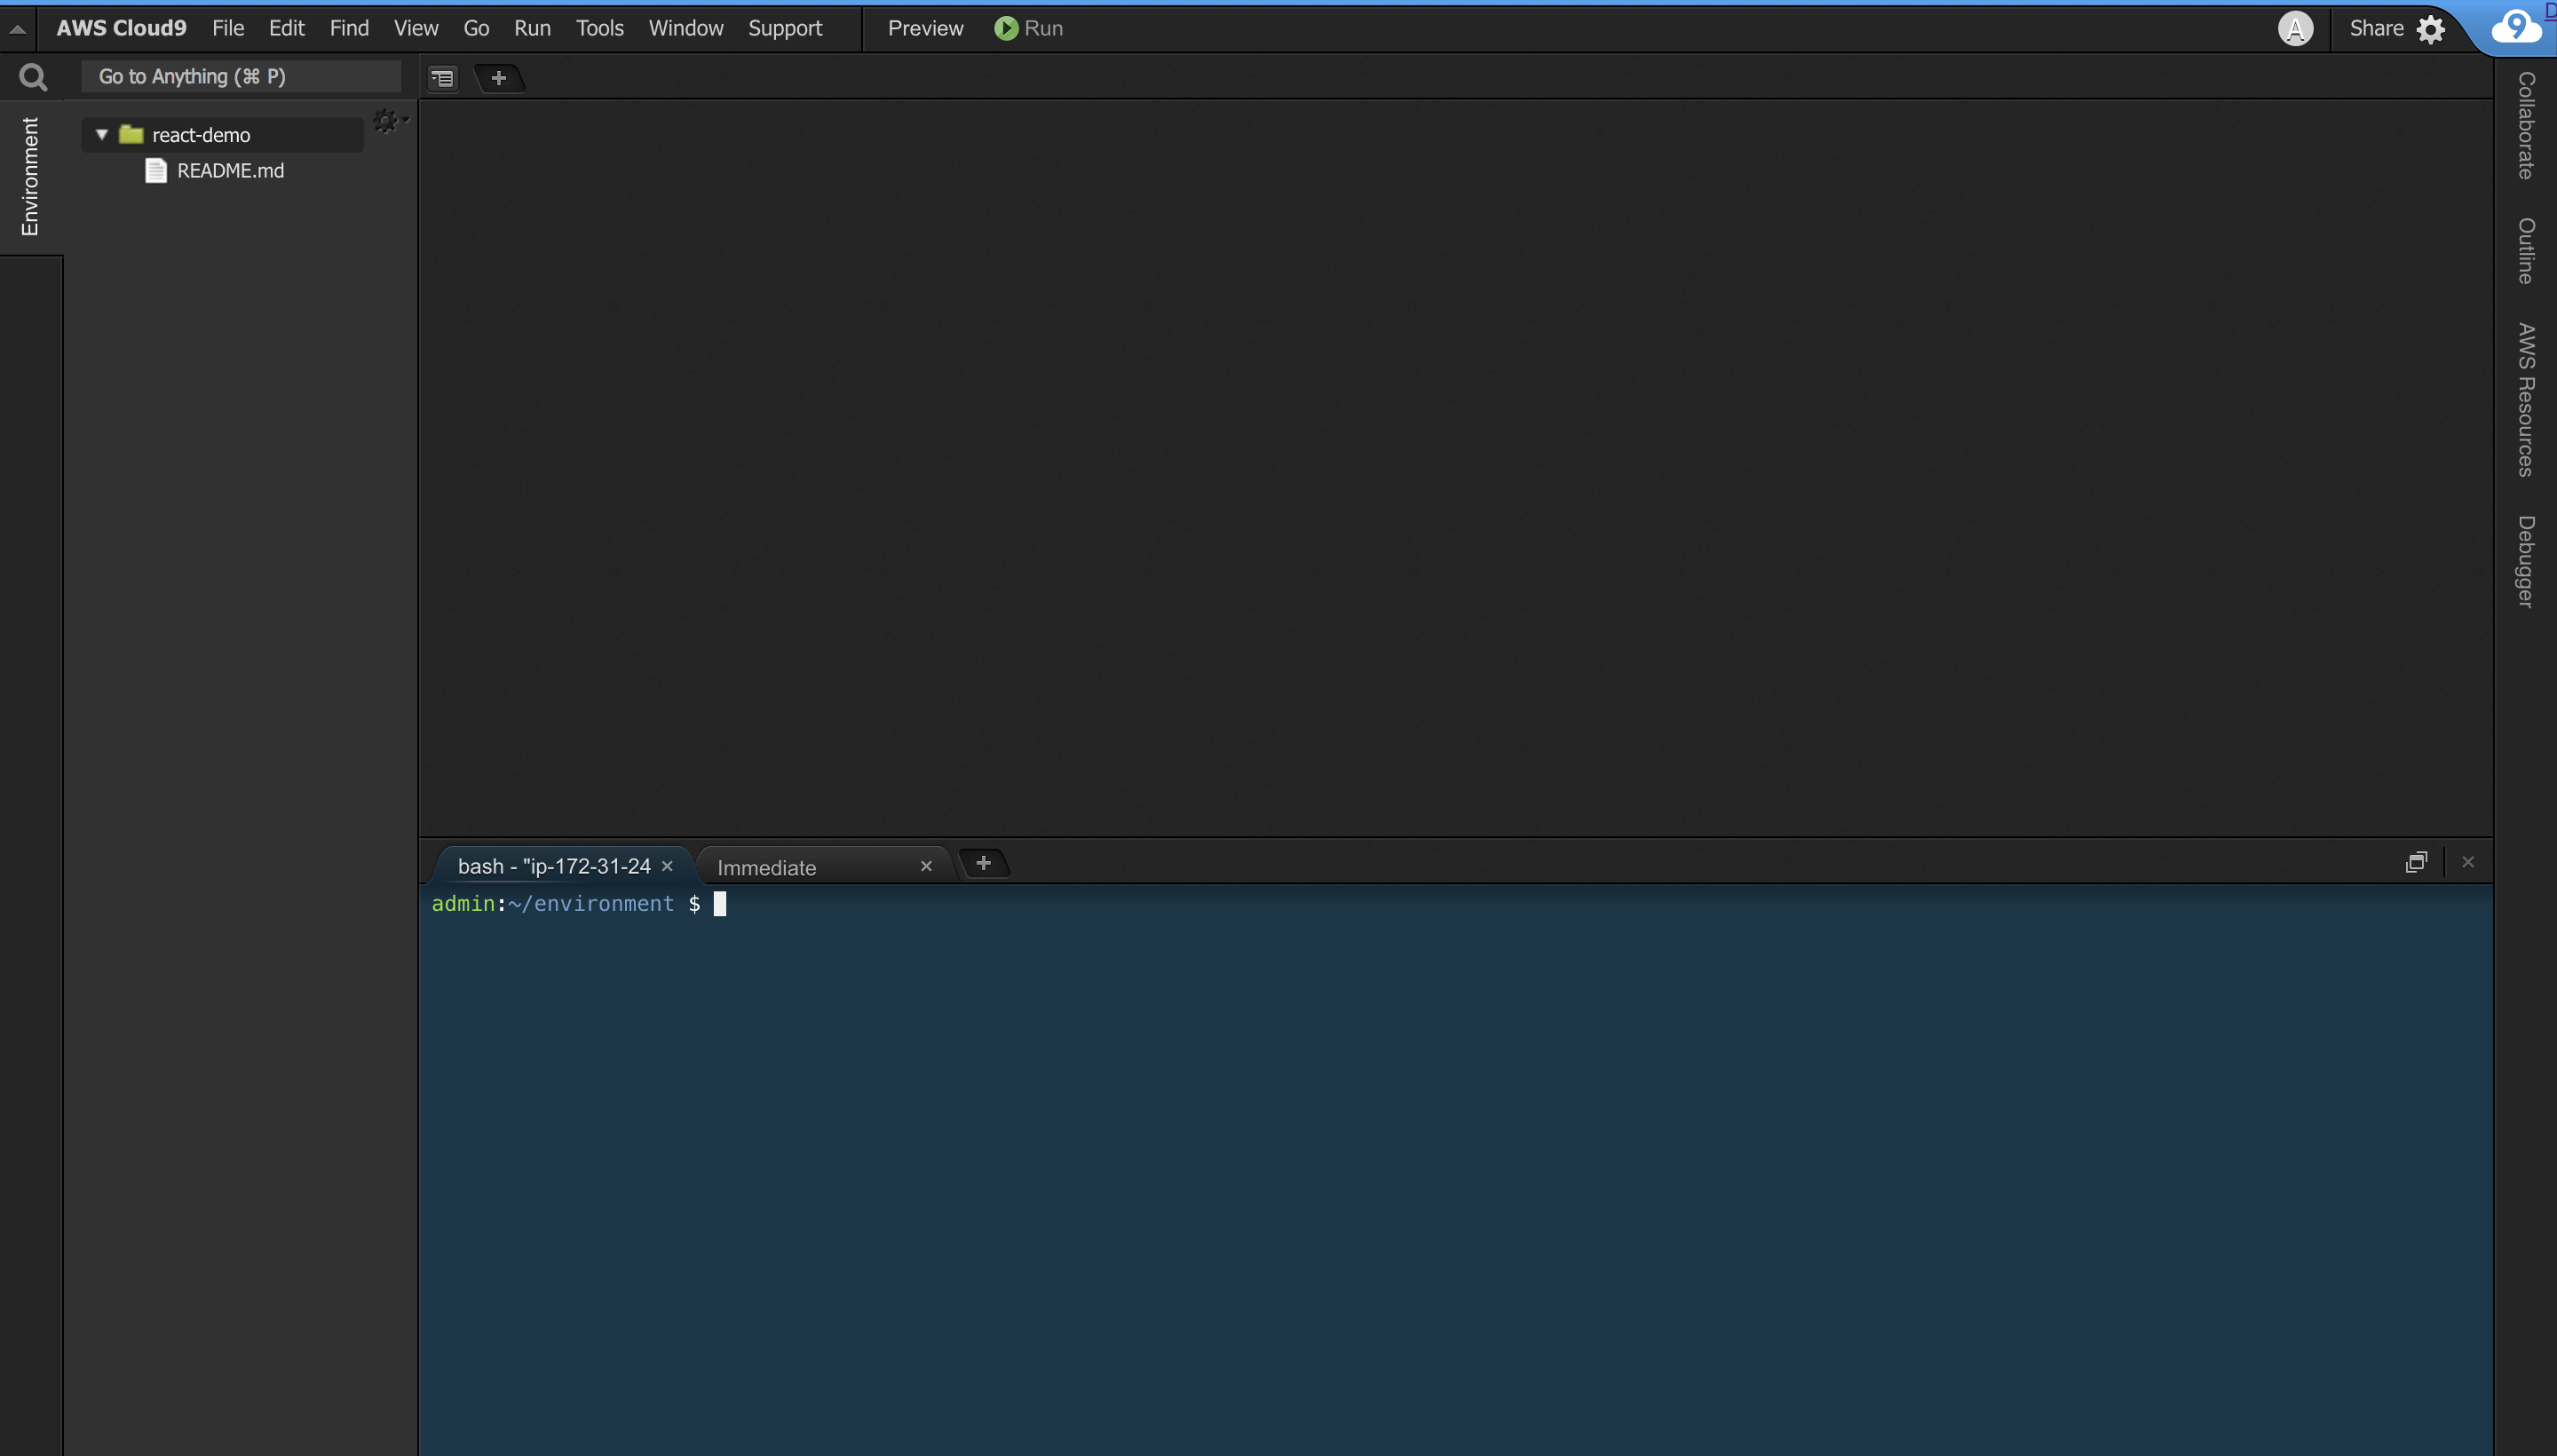 AWS Cloud9 File Edit Find View Go Run Tools Window Support Preview Run A Share 9 D
Go to Anything (⌘ P)
Environment
react-demo
README.md
Collaborate
Outline
AWS Resources
Debugger
bash - "ip-172-31-24 Immediate
admin:~/environment $